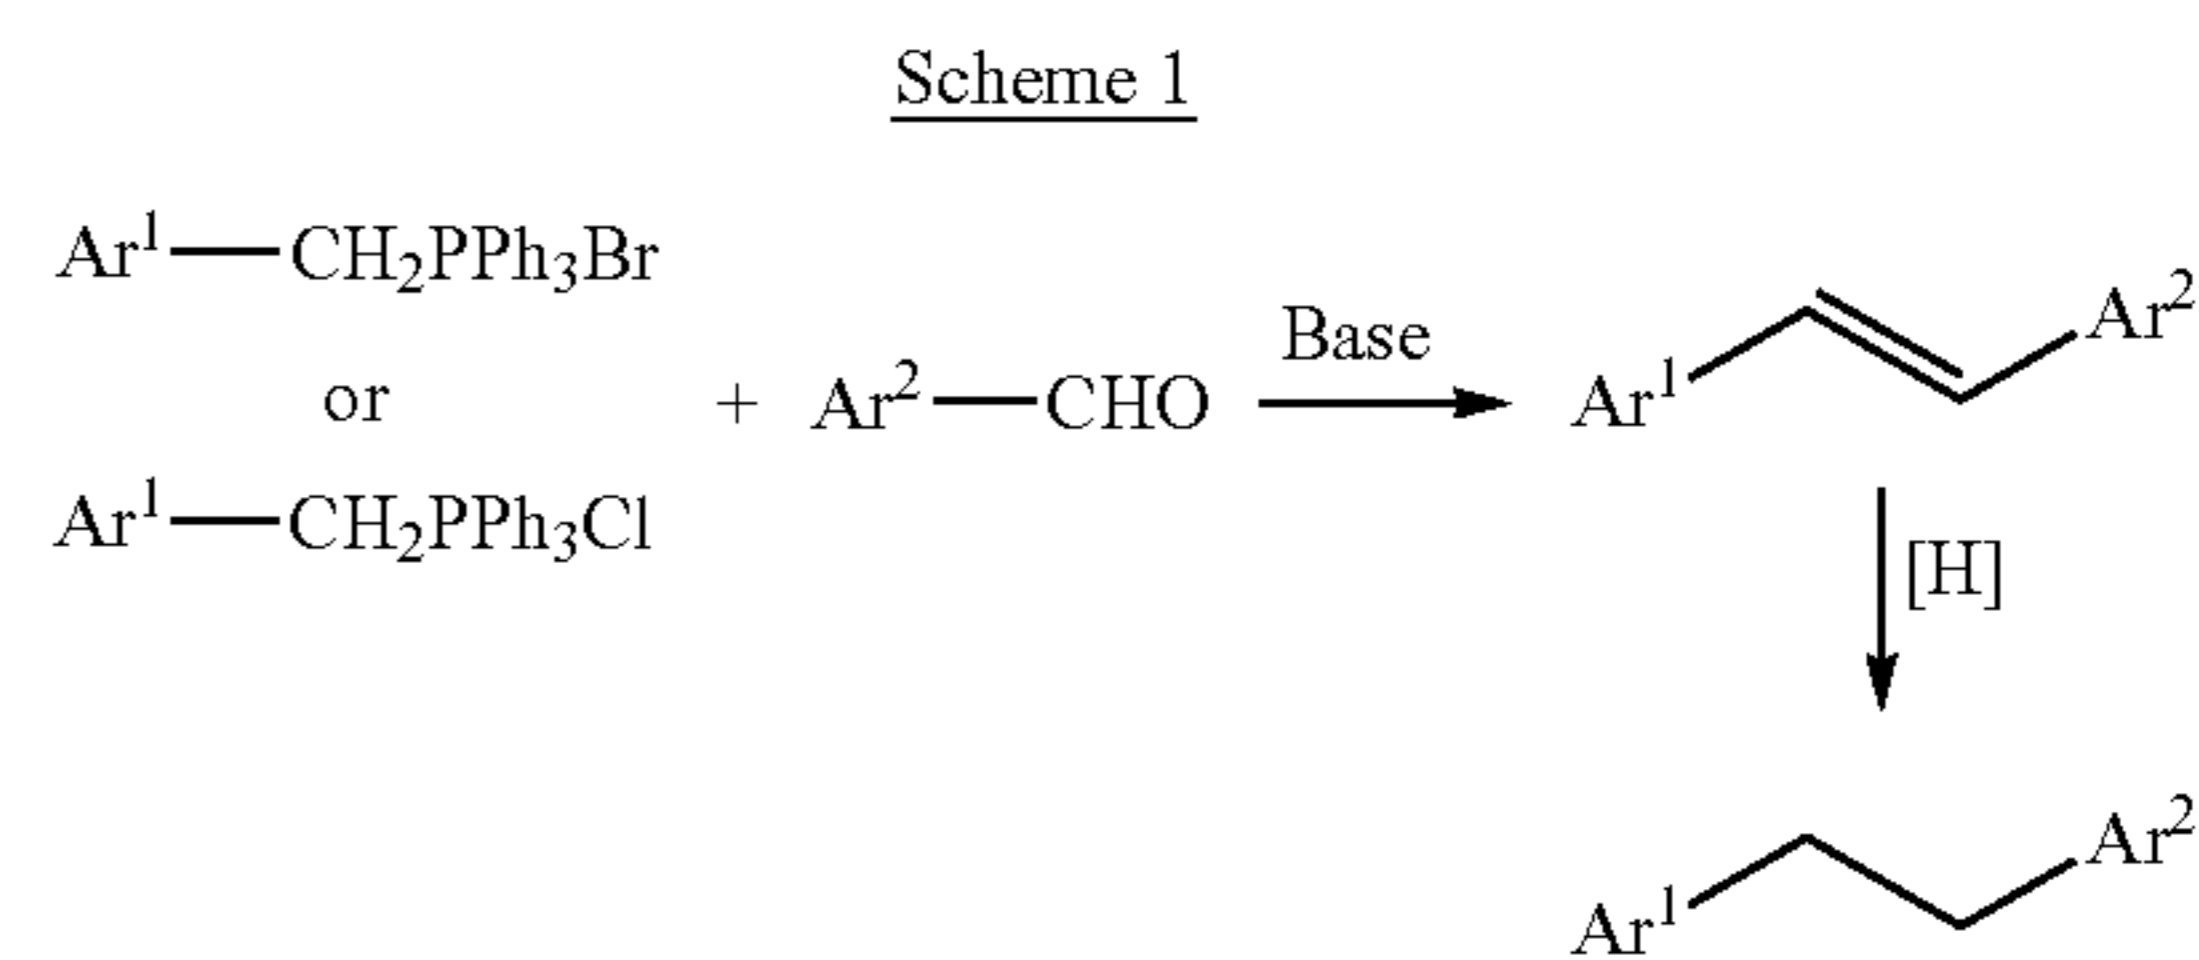 Scheme 1
Ar¹—CH₂PPh₃Br
or
Ar¹—CH₂PPh₃Cl
+
Ar²—CHO
Base
Ar¹
Ar²
[H]
Ar¹
Ar²